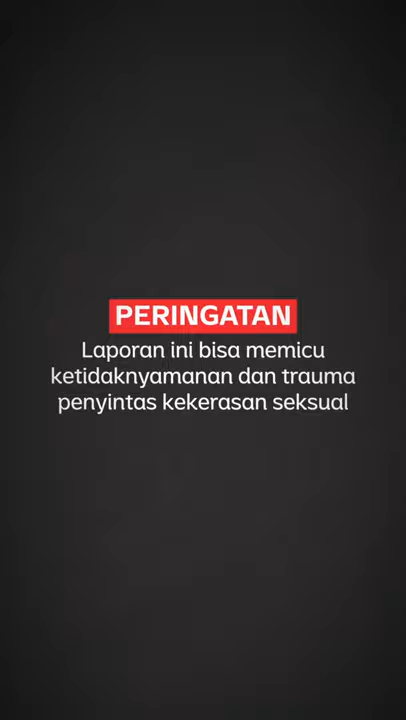 PERINGATAN
Laporan ini bisa memicu
ketidaknyamanan dan trauma
penyintas kekerasan seksual